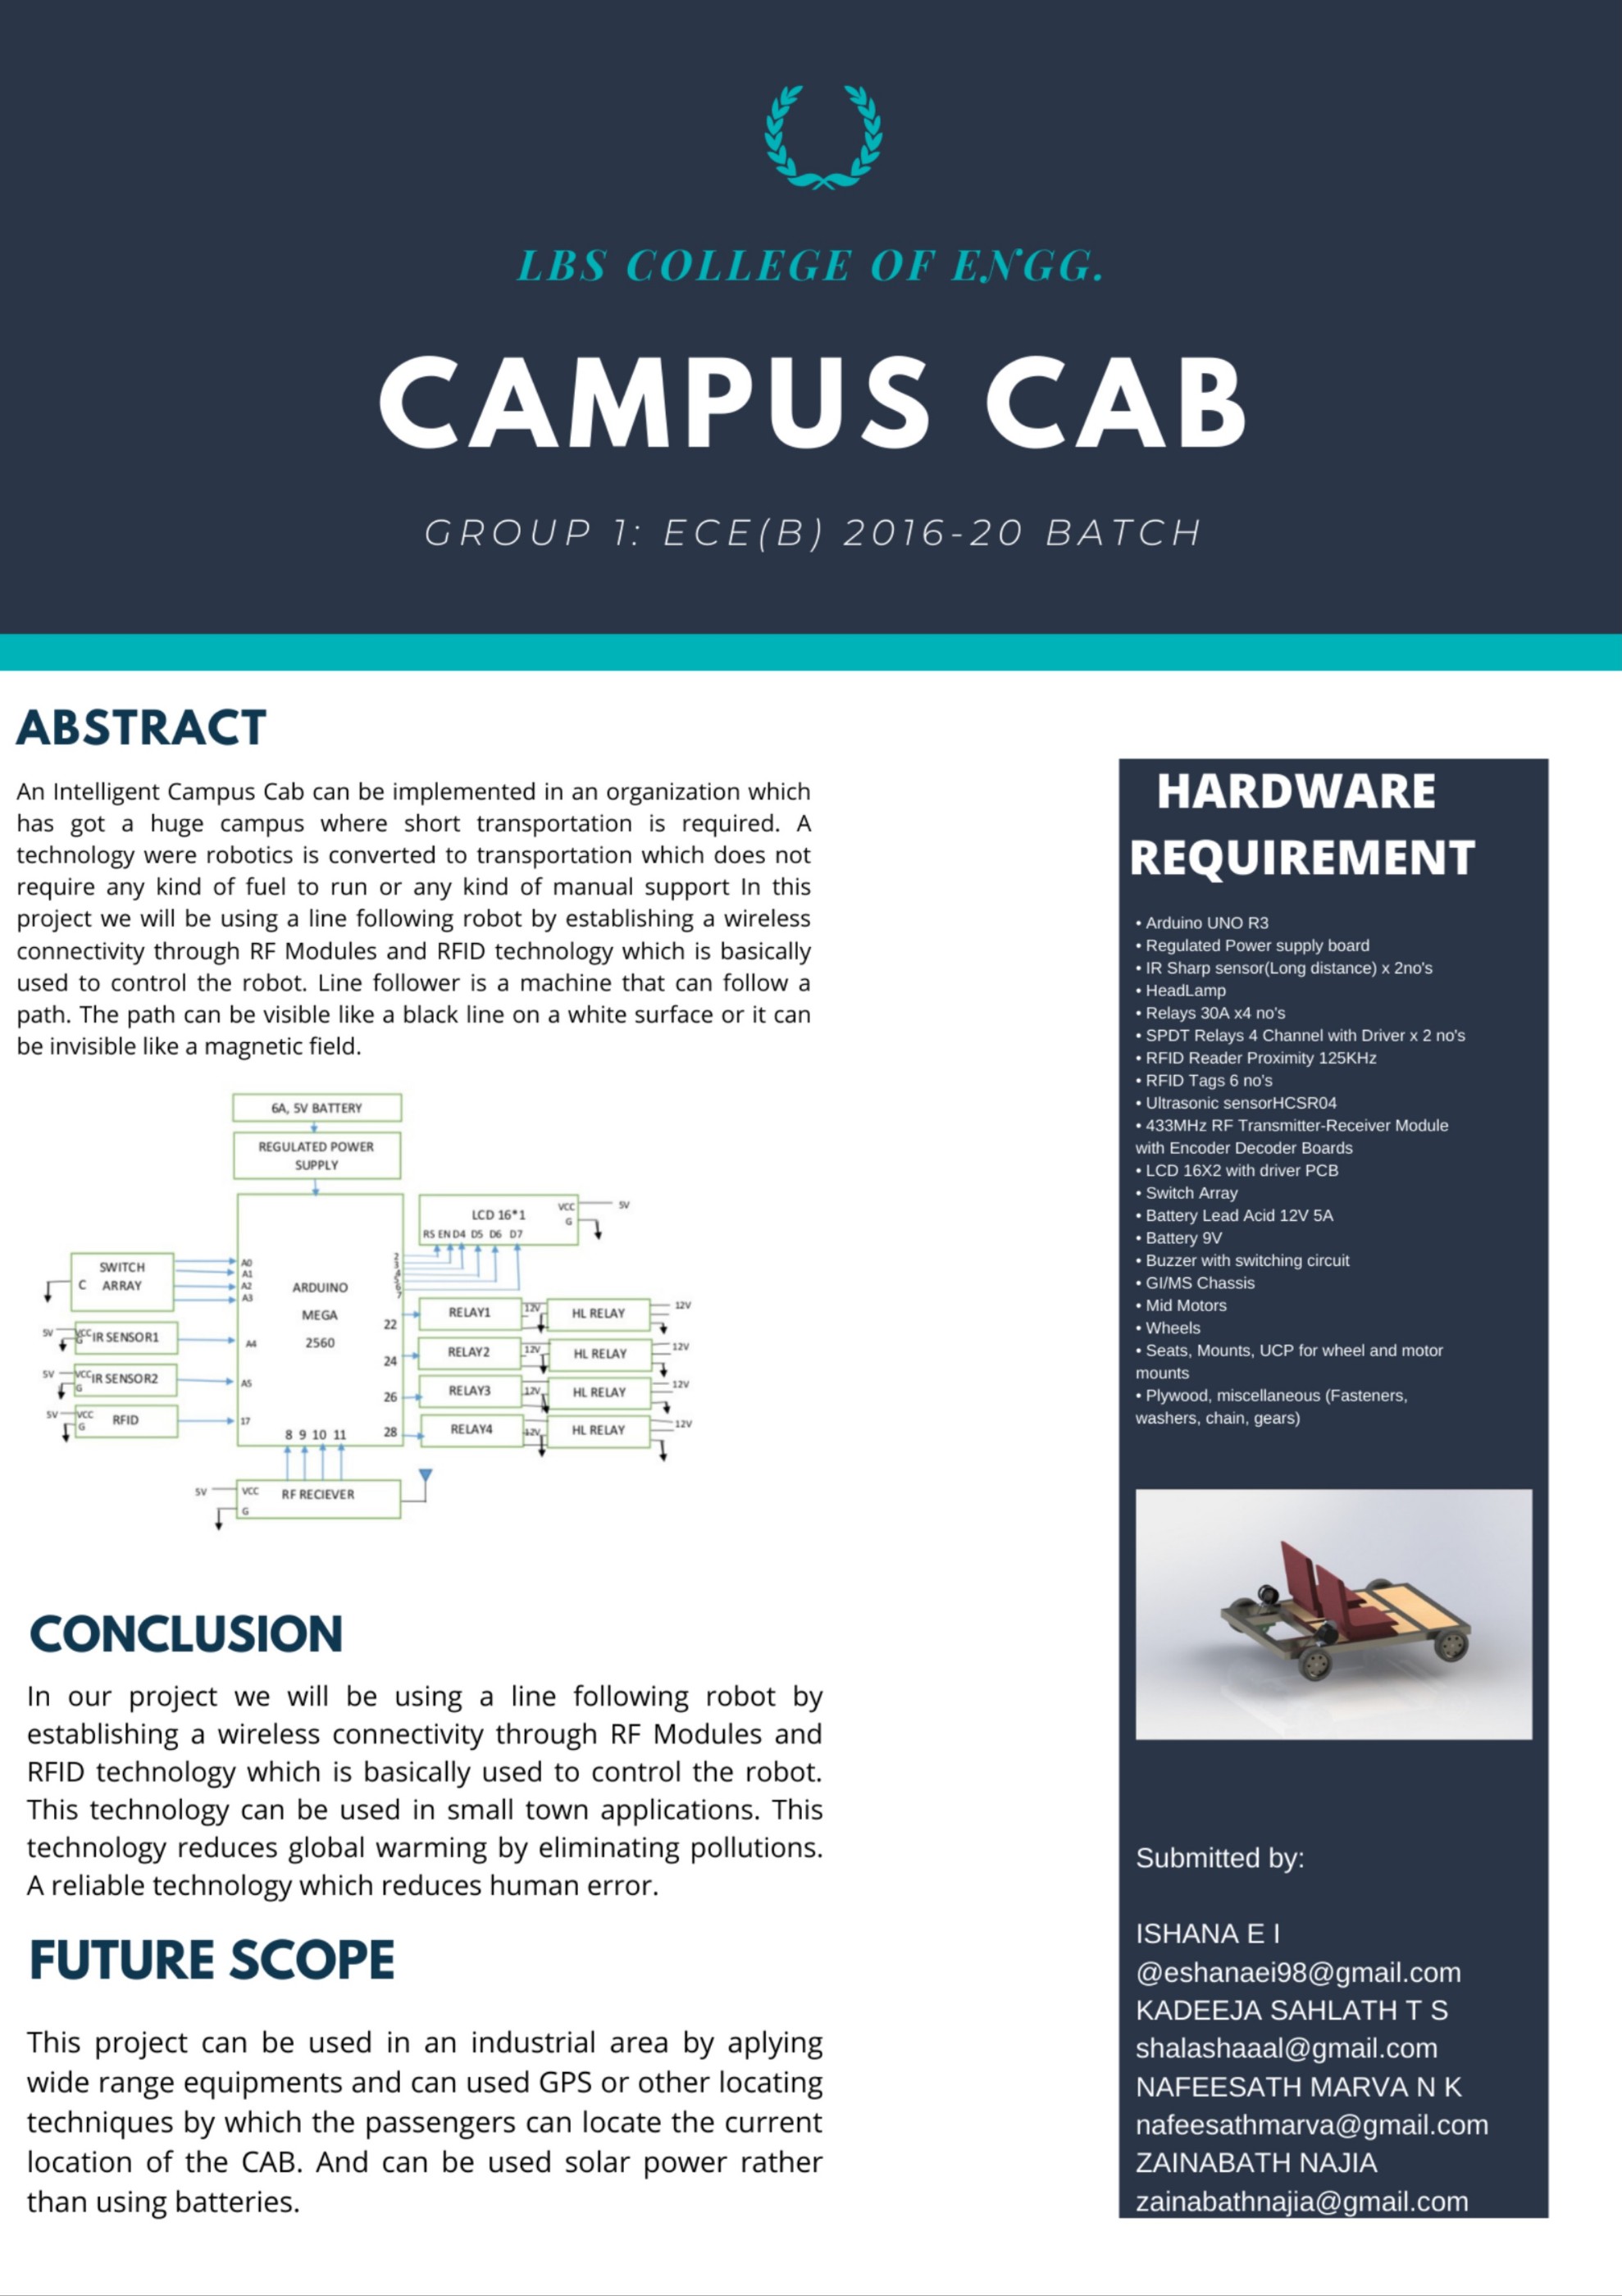 LBS COLLEGE OF ENGG.
CAMPUS CAB
GROUP 1: ECE(B) 2016-20 BATCH
ABSTRACT
An Intelligent Campus Cab can be implemented in an organization which
has got a huge campus where short transportation is required. A
technology were robotics is converted to transportation which does not
require any kind of fuel to run or any kind of manual support In this
project we will be using a line following robot by establishing a wireless
connectivity through RF Modules and RFID technology which is basically
used to control the robot. Line follower is a machine that can follow a
path. The path can be visible like a black line on a white surface or it can
be invisible like a magnetic field.
6A, 5V BATTERY
REGULATED POWER
SUPPLY
LCD 16*1
VCC
5V
G
RS EN D4 D5 D6 D7
SWITCH
C ARRAY
A0
A1
A2
A3
2
3
4
5
6
7
ARDUINO
MEGA
2560
5V
VCC
G
IR SENSOR1
A4
5V
VCC
G
IR SENSOR2
A5
5V
VCC
G
RFID
17
22
RELAY1
12V
HL RELAY
12V
24
RELAY2
12V
HL RELAY
12V
26
RELAY3
12V
HL RELAY
12V
28
RELAY4
12V
HL RELAY
12V
8 9 10 11
5V
VCC
RF RECIEVER
G
CONCLUSION
In our project we will be using a line following robot by
establishing a wireless connectivity through RF Modules and
RFID technology which is basically used to control the robot.
This technology can be used in small town applications. This
technology reduces global warming by eliminating pollutions.
A reliable technology which reduces human error.
FUTURE SCOPE
This project can be used in an industrial area by aplying
wide range equipments and can used GPS or other locating
techniques by which the passengers can locate the current
location of the CAB. And can be used solar power rather
than using batteries.
HARDWARE
REQUIREMENT
• Arduino UNO R3
• Regulated Power supply board
• IR Sharp sensor(Long distance) x 2no's
• HeadLamp
• Relays 30A x4 no's
• SPDT Relays 4 Channel with Driver x 2 no's
• RFID Reader Proximity 125KHz
• RFID Tags 6 no's
• Ultrasonic sensorHCSR04
• 433MHz RF Transmitter-Receiver Module
with Encoder Decoder Boards
• LCD 16X2 with driver PCB
• Switch Array
• Battery Lead Acid 12V 5A
• Battery 9V
• Buzzer with switching circuit
• GI/MS Chassis
• Mid Motors
• Wheels
• Seats, Mounts, UCP for wheel and motor
mounts
• Plywood, miscellaneous (Fasteners,
washers, chain, gears)
Submitted by:
ISHANA E I
@eshanaei98@gmail.com
KADEEJA SAHLATH T S
shalashaaal@gmail.com
NAFEESATH MARVA N K
nafeesathmarva@gmail.com
ZAINABATH NAJIA
zainabathnajia@gmail.com